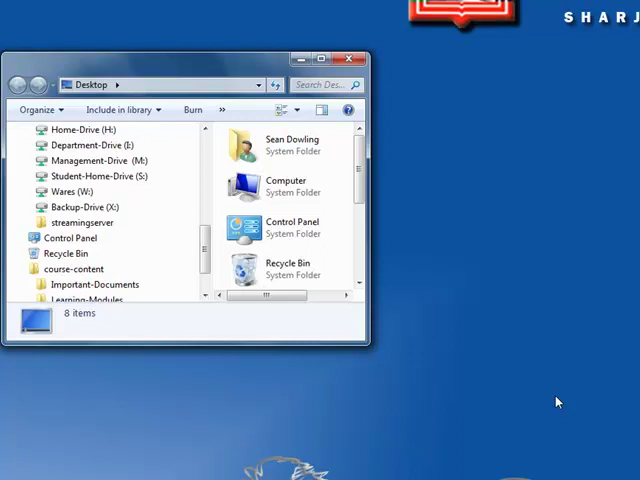 SHARJ
Desktop
Search Des...
Organize
Include in library
Burn
»
Home-Drive (H:)
Department-Drive (I:)
Management-Drive (M:)
Student-Home-Drive (S:)
Wares (W:)
Backup-Drive (X:)
streamingserver
Control Panel
Recycle Bin
course-content
Important-Documents
Learning-Modules
Sean Dowling
System Folder
Computer
System Folder
Control Panel
System Folder
Recycle Bin
System Folder
8 items